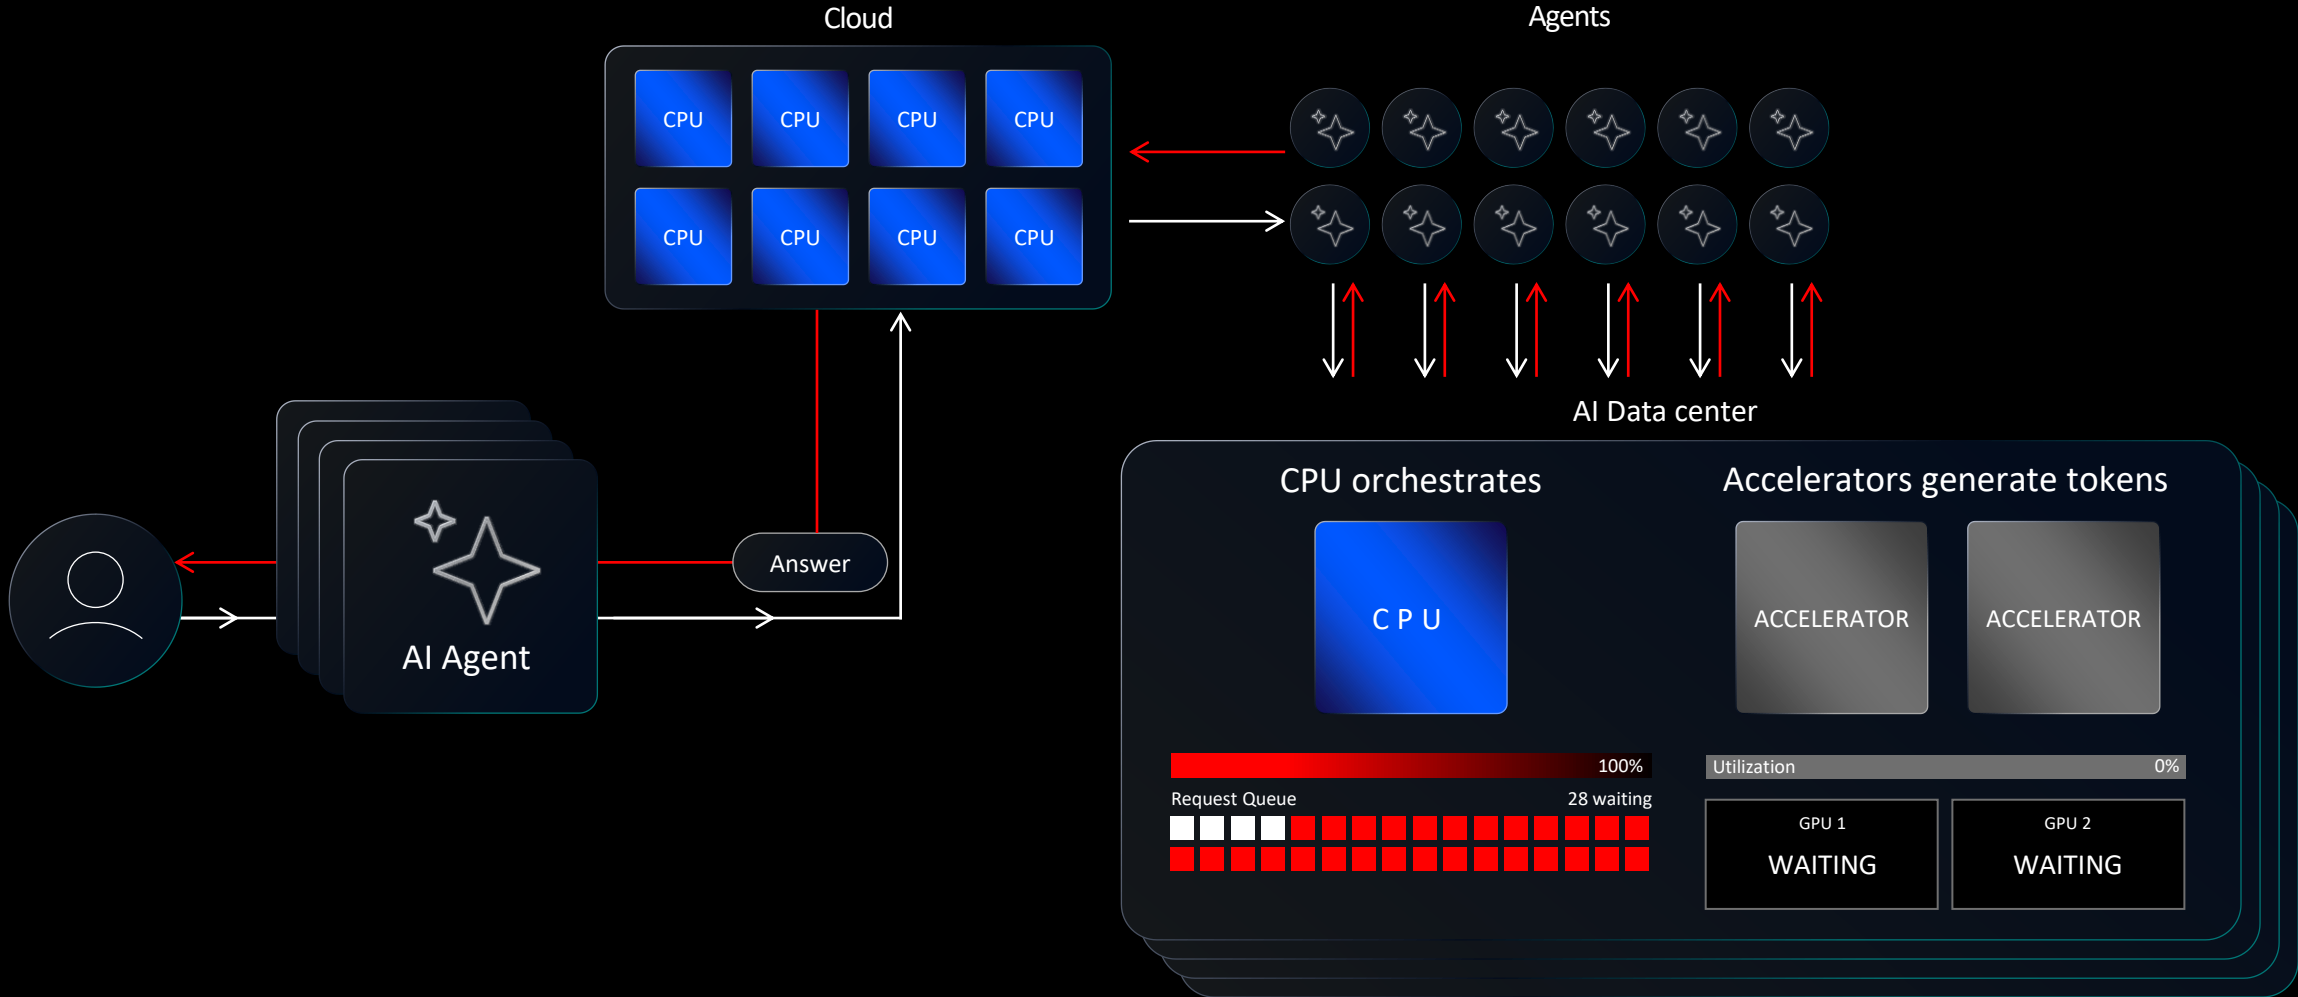 Cloud
Agents
CPU CPU CPU CPU
CPU CPU CPU CPU
AI Data center
CPU orchestrates
Accelerators generate tokens
Answer
AI Agent
CPU
ACCELERATOR
ACCELERATOR
100%
Utilization 0%
Request Queue 28 waiting
GPU 1
WAITING
GPU 2
WAITING